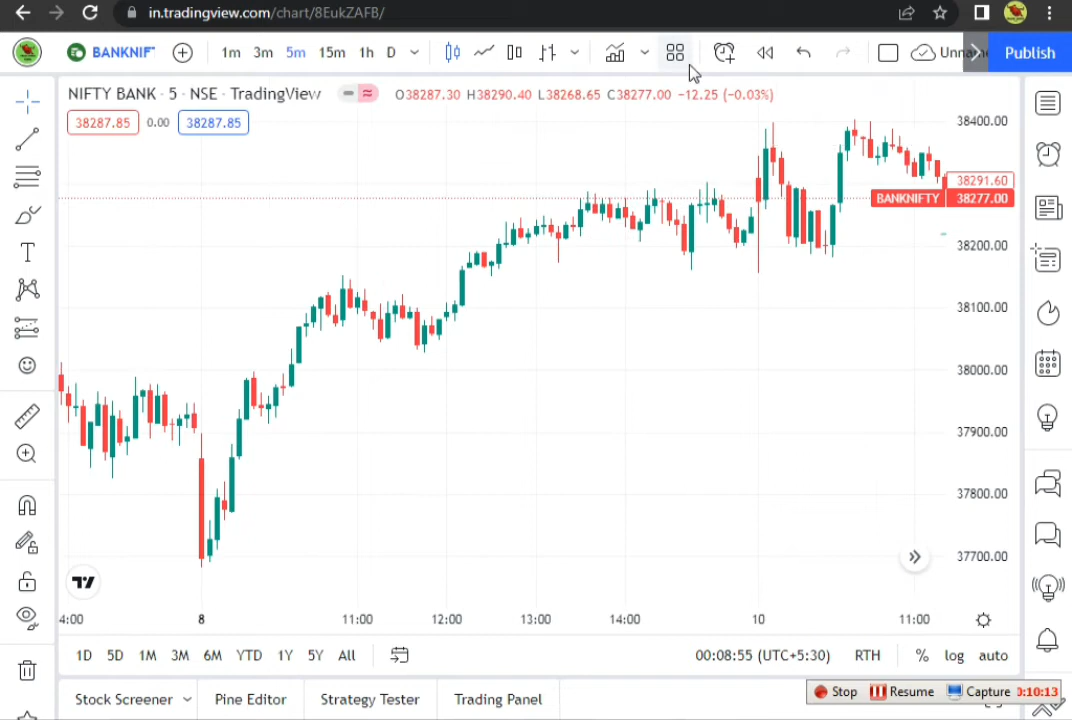 in.tradingview.com/chart/8EukZAFB/
BANKNIF
1m 3m 5m 15m 1h D
Publish
NIFTY BANK · 5 · NSE · TradingView
O38287.30 H38290.40 L38268.65 C38277.00 −12.25 (−0.03%)
38287.85 0.00 38287.85
38400.00
38291.60
BANKNIFTY 38277.00
38200.00
38100.00
38000.00
37900.00
37800.00
37700.00
4:00 8 11:00 12:00 13:00 14:00 10 11:00
1D 5D 1M 3M 6M YTD 1Y 5Y All
00:08:55 (UTC+5:30) RTH % log auto
Stock Screener Pine Editor Strategy Tester Trading Panel
Stop Resume Capture 0:10:13